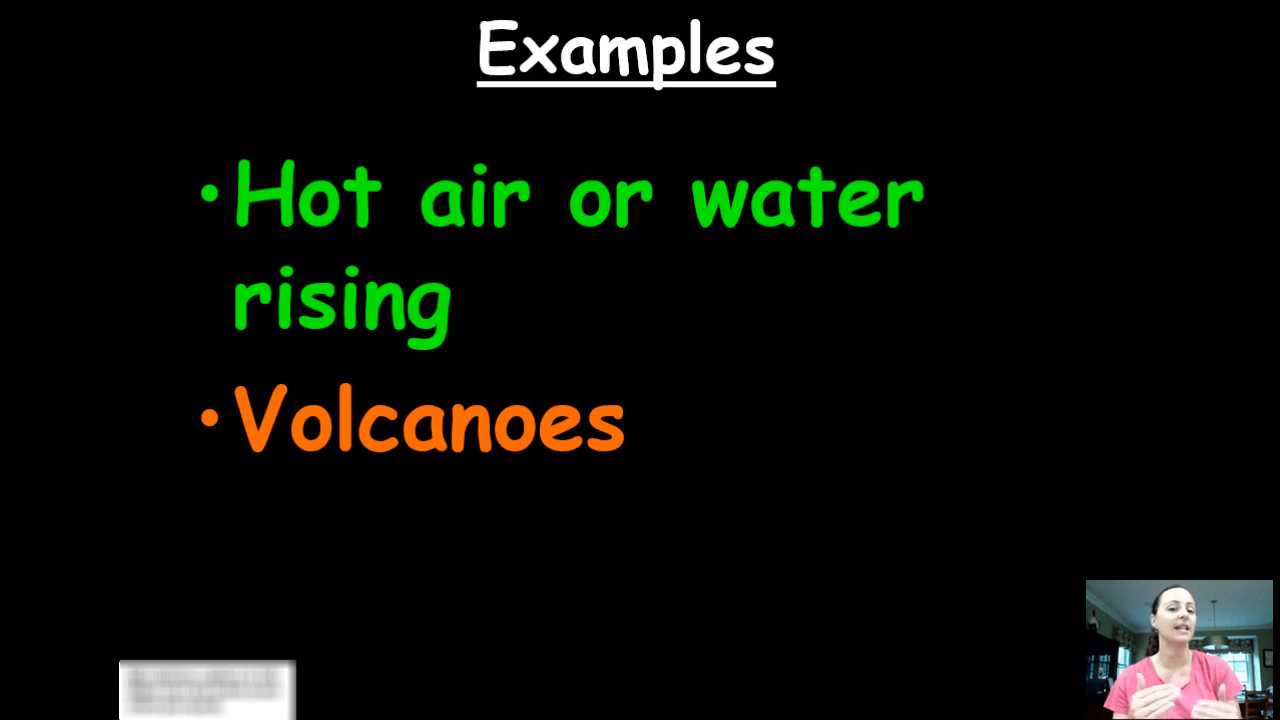 Examples
•Hot air or water
rising
•Volcanoes